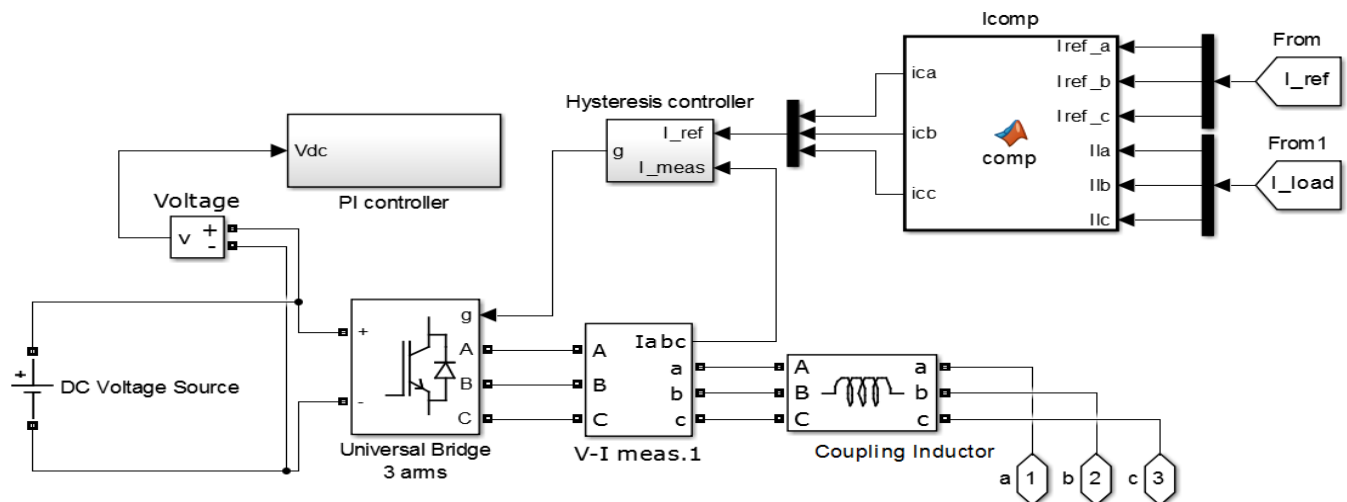 Icomp
From
I_ref
From1
I_load
Iref_a
Iref_b
Iref_c
Ila
Ilb
Ilc
comp
ica
icb
icc
Hysteresis controller
I_ref
I_meas
g
Vdc
PI controller
Voltage
v
+
-
+
DC Voltage Source
+
-
g
A
B
C
Universal Bridge
3 arms
A
B
C
Iabc
a
b
c
V-I meas.1
A
B
C
a
b
c
Coupling Inductor
a 1
b 2
c 3